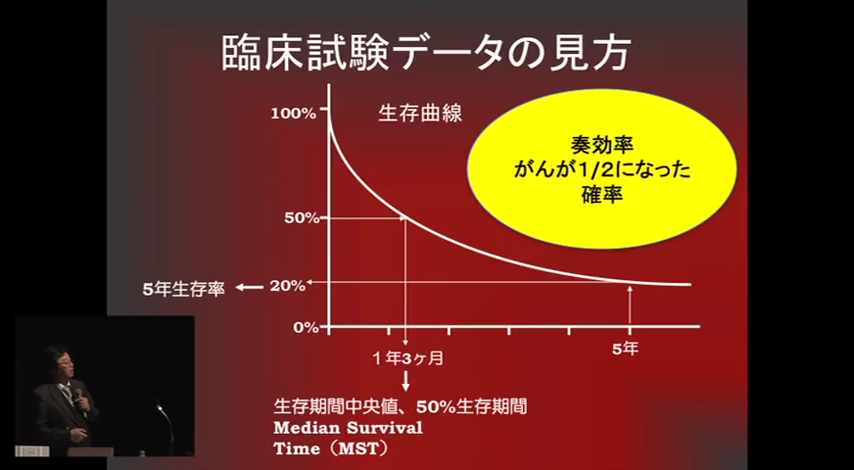 臨床試験データの見方
100%
生存曲線
奏効率
がんが1/2になった
確率
50%
5年生存率
20%
0%
1年3ヶ月
5年
生存期間中央値、50%生存期間
Median Survival
Time（MST）